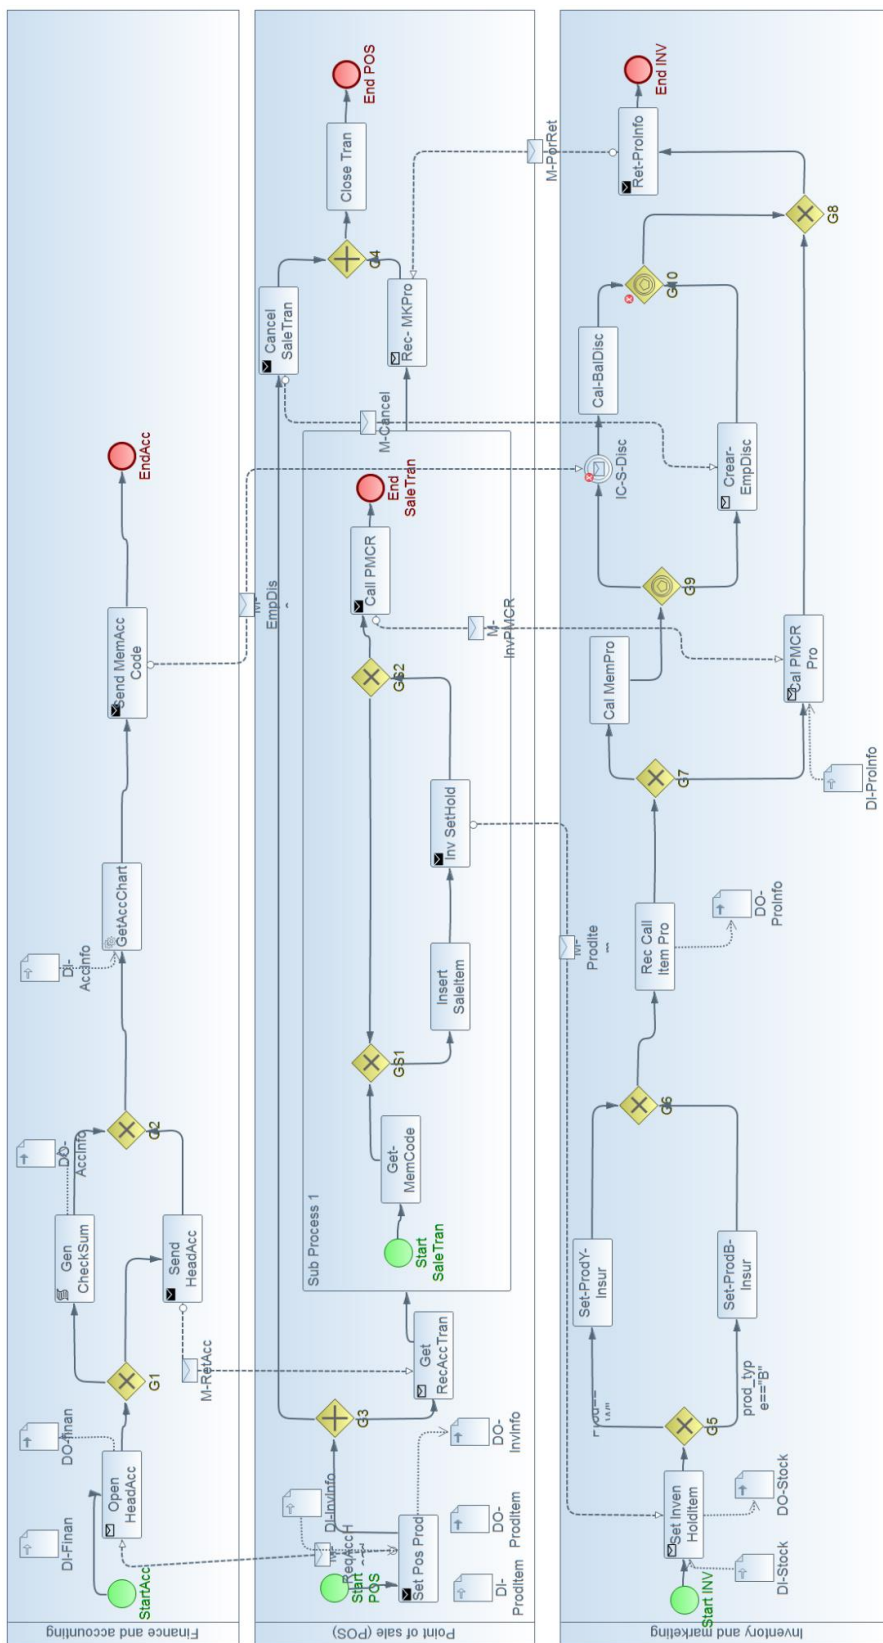 Finance and accounting
StartAcc
DI-Finan
Open
HeadAcc
DO-finan
G1
Gen
CheckSum
Send
HeadAcc
M-RetAcc
DO-
AccInfo
G2
DI-
AccInfo
GetAccChart
Send MemAcc
Code
EndAcc
Point of sale (POS)
Start
POS
DI-InvInfo
ReqAccH
Set Pos Prod
DI-
ProdItem
DO-
ProdItem
DO-
InvInfo
G3
Get
RecAccTran
Sub Process 1
Start
SaleTran
Get-
MemCode
GS1
Insert
SaleItem
Inv SetHold
GS2
Call PMCR
End
SaleTran
M-
EmpDis
M-
InvPMCR
M-
ProdIte
M-Cancel
Cancel
SaleTran
Rec- MKPro
G4
Close Tran
End POS
M-PorRet
Inventory and marketing
Start INV
DI-Stock
Set Inven
HoldItem
DO-Stock
G5
prod_typ
e=="B"
Set-ProdY-
Insur
Set-ProdB-
Insur
G6
Rec Call
Item Pro
DO-
ProInfo
G7
Cal MemPro
DI-ProInfo
Cal PMCR
Pro
G9
IC-S-Disc
Crear-
EmpDisc
Cal-BalDisc
G10
G8
Ret-ProInfo
End INV